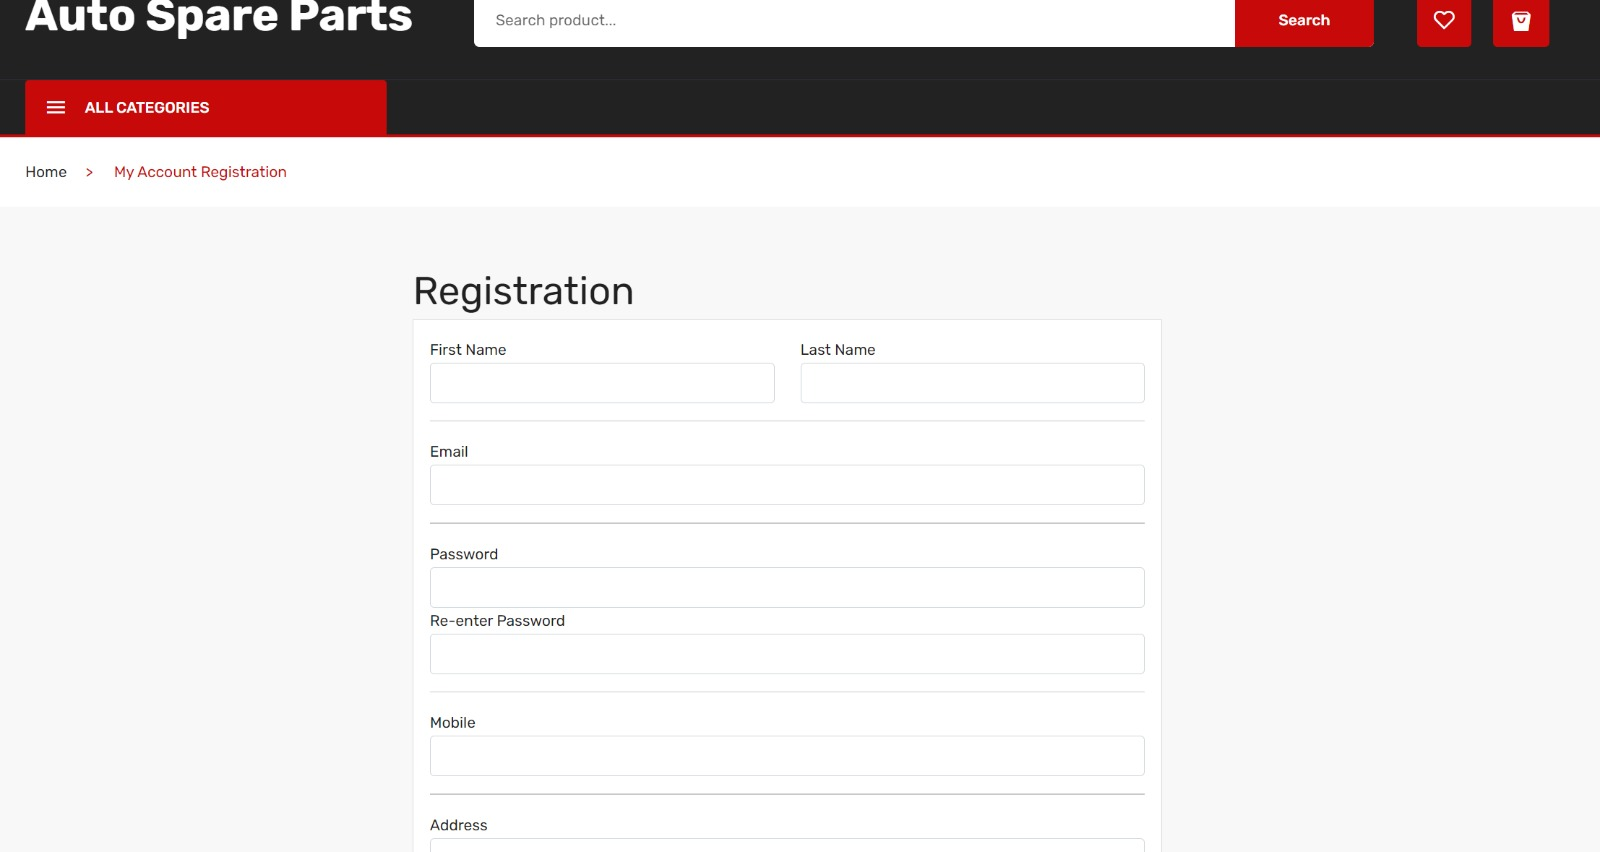 Auto Spare Parts
Search product...
Search
ALL CATEGORIES
Home > My Account Registration
Registration
First Name
Last Name
Email
Password
Re-enter Password
Mobile
Address